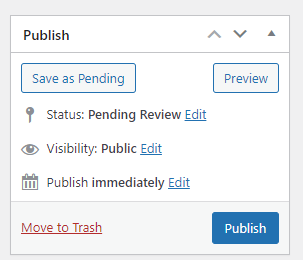 Publish
Save as Pending Preview
Status: Pending Review Edit
Visibility: Public Edit
Publish immediately Edit
Move to Trash Publish